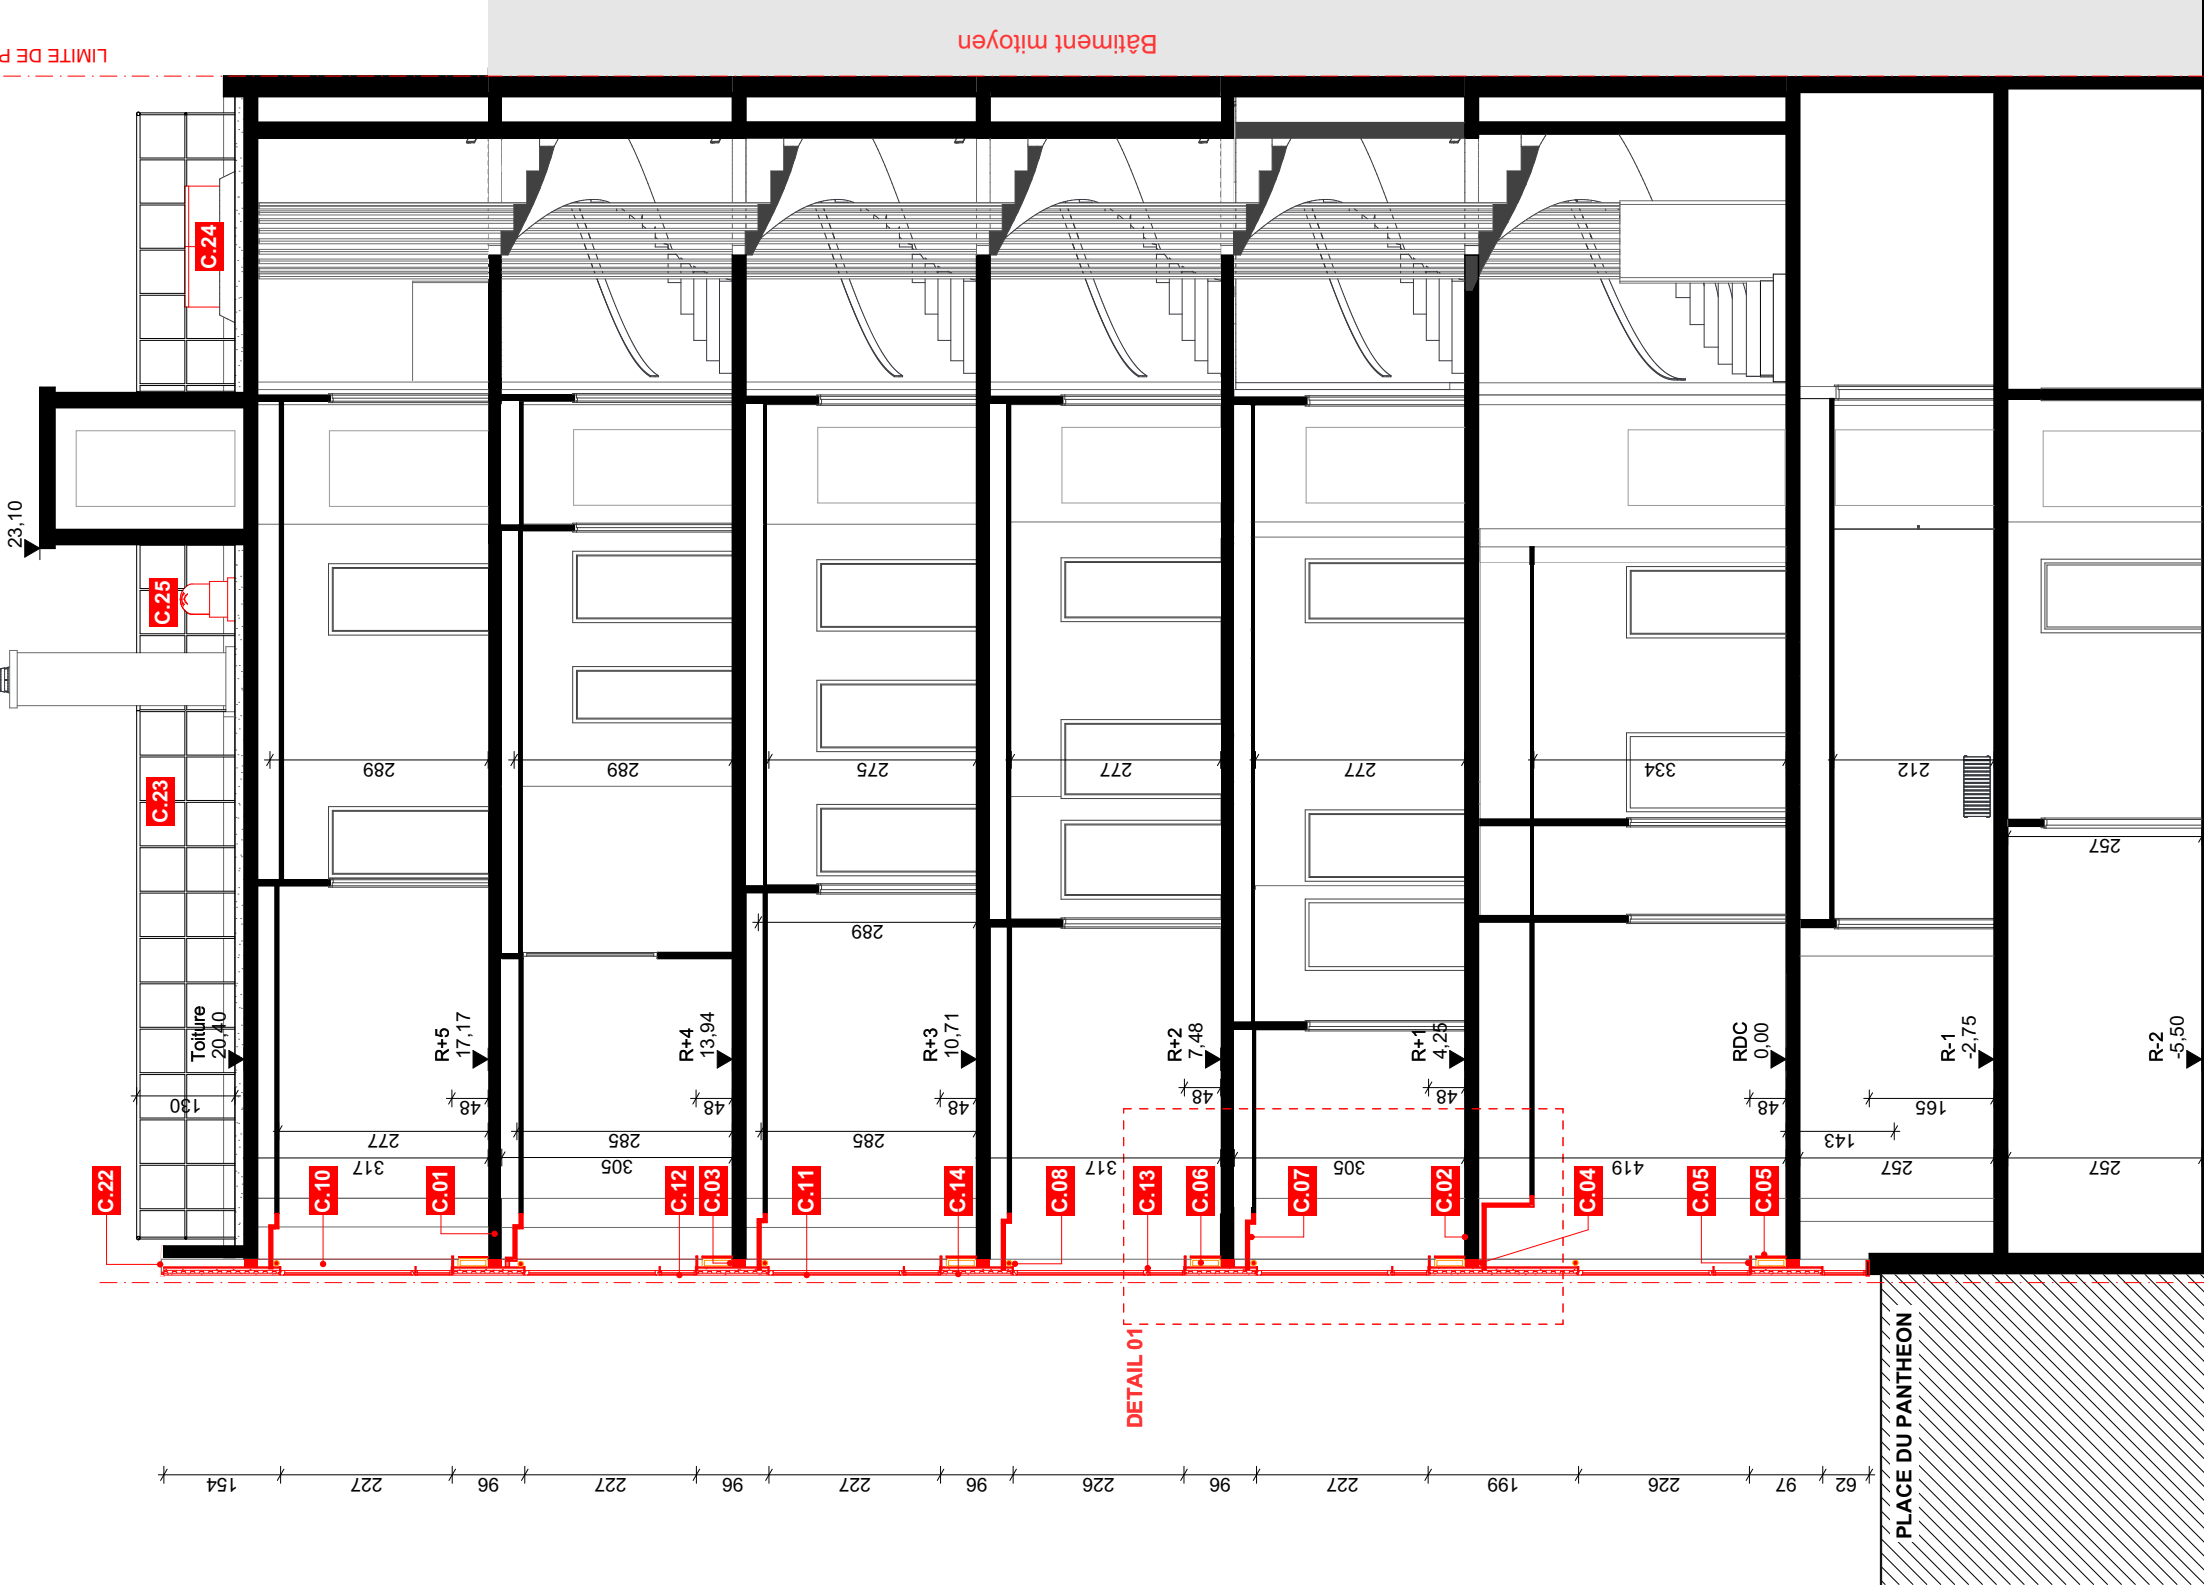 LIMITE DE P
Bâtiment mitoyen
C.24
23,10
C.25
C.23
289
289
275
277
277
334
212
257
289
Toiture
20,40
R+5
17,17
R+4
13,94
R+3
10,71
R+2
7,48
R+1
4,25
RDC
0,00
R-1
-2,75
R-2
-5,50
130
48
48
48
48
48
48
165
277
285
285
143
317
305
317
305
419
257
257
C.22
C.10
C.01
C.12
C.03
C.11
C.14
C.08
C.13
C.06
C.07
C.02
C.04
C.05
C.05
DETAIL 01
PLACE DU PANTHEON
154
227
96
227
96
227
96
226
96
227
199
226
97
62